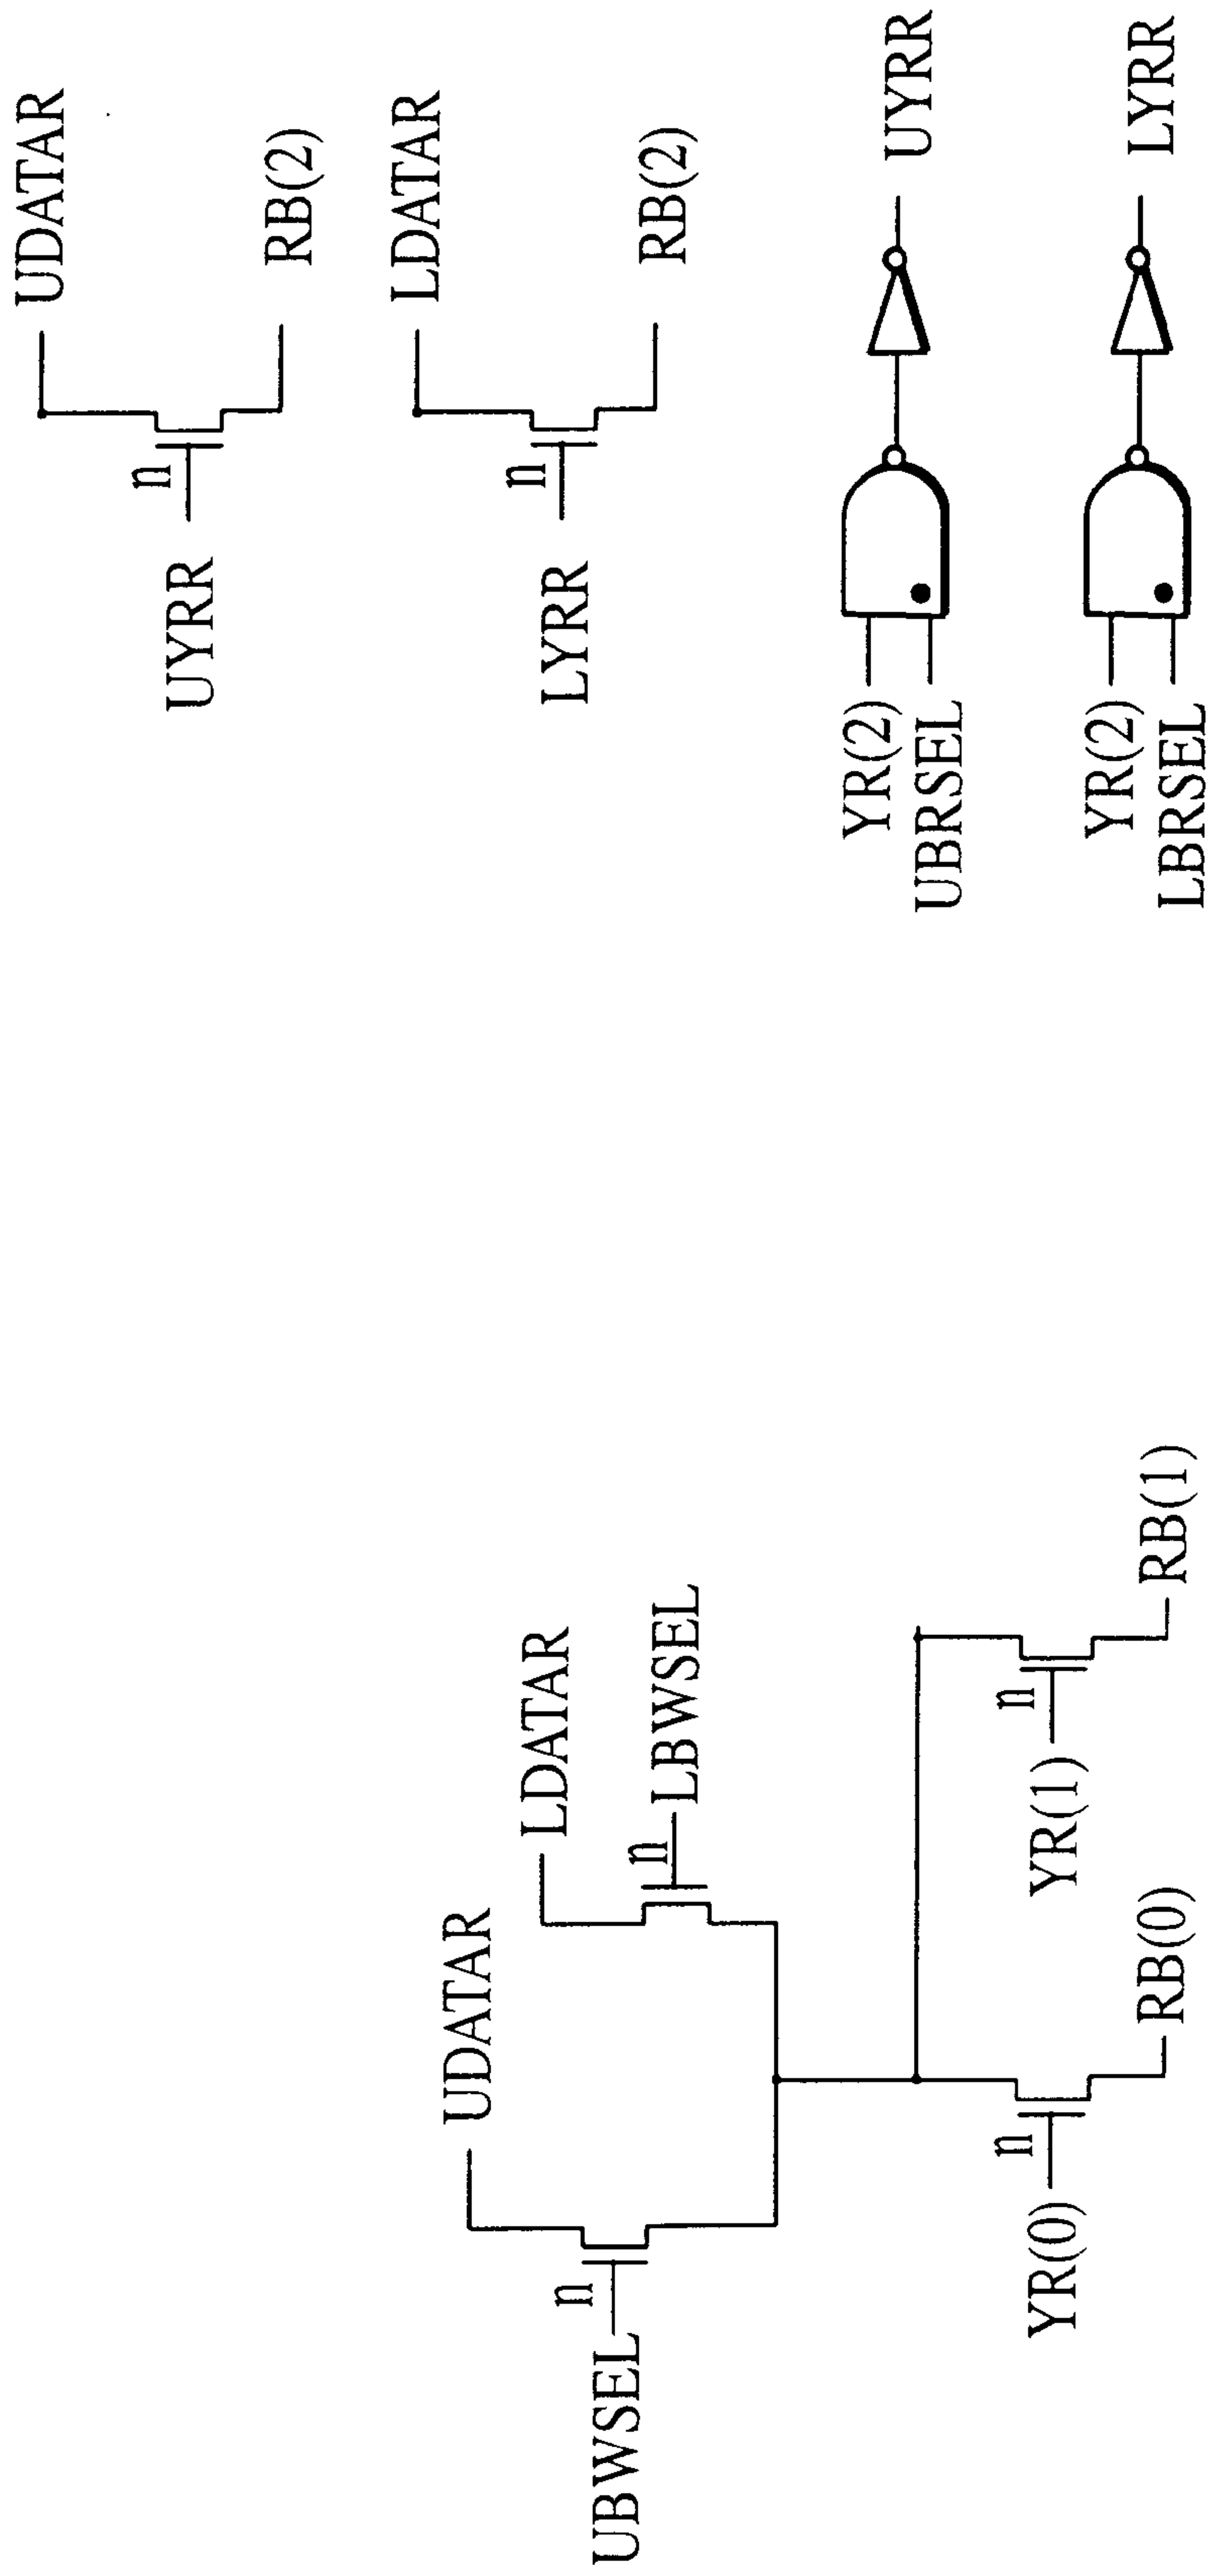 UDATAR
n
UBWSEL
LDATAR
n
LBWSEL
n
YR(0)
RB(0)
n
YR(1)
RB(1)
UDATAR
n
UYRR
RB(2)
LDATAR
n
LYRR
RB(2)
YR(2)
UBRSEL
UYRR
YR(2)
LBRSEL
LYRR